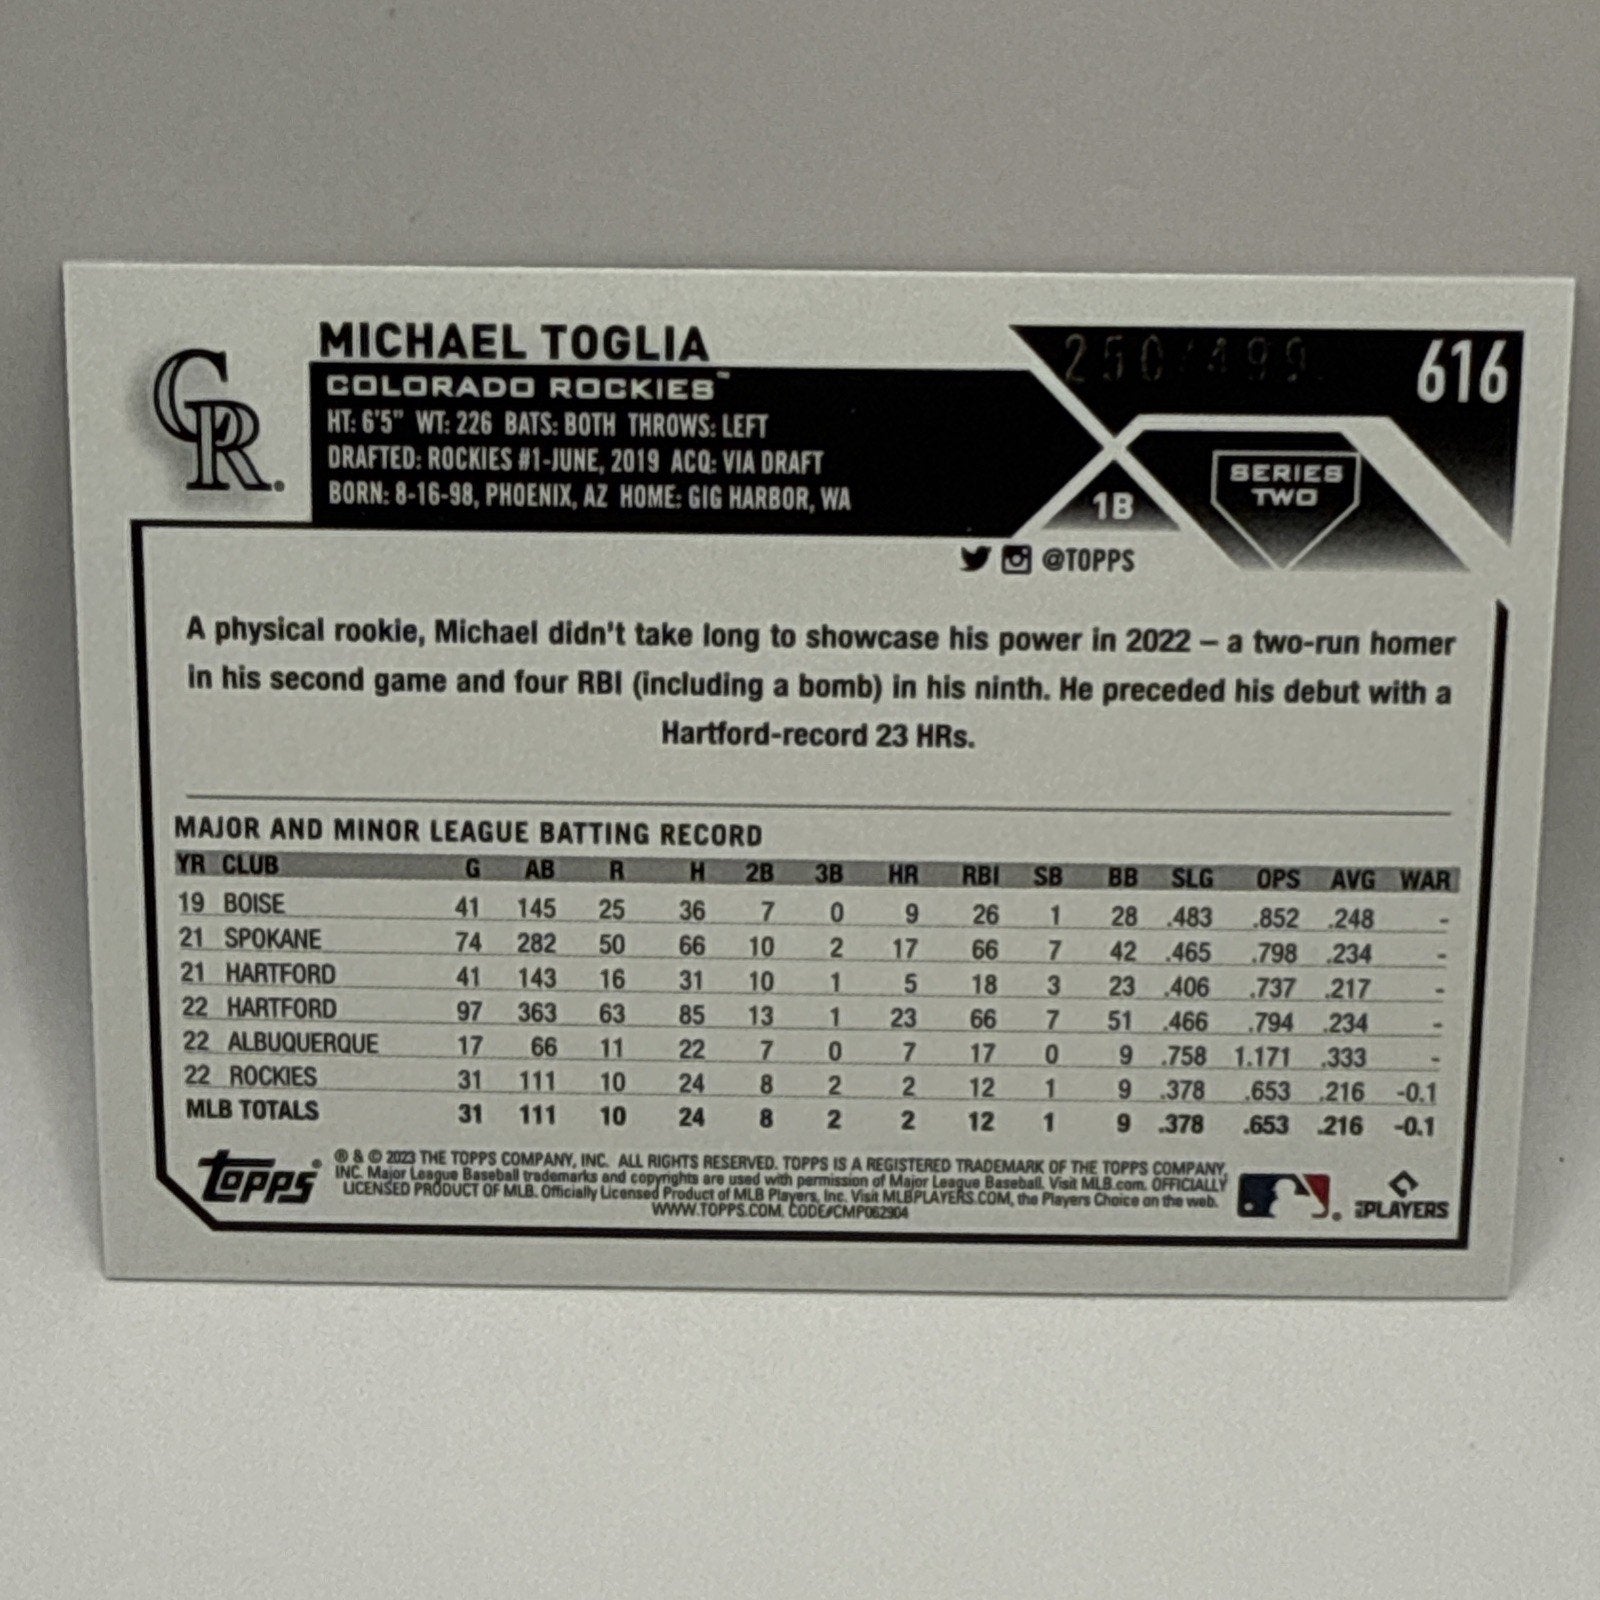 CR
MICHAEL TOGLIA
COLORADO ROCKIES™
HT: 6'5" WT: 226 BATS: BOTH THROWS: LEFT
DRAFTED: ROCKIES #1-JUNE, 2019 ACQ: VIA DRAFT
BORN: 8-16-98, PHOENIX, AZ HOME: GIG HARBOR, WA
250/499
616
1B
SERIES
TWO
@TOPPS
A physical rookie, Michael didn't take long to showcase his power in 2022 – a two-run homer
in his second game and four RBI (including a bomb) in his ninth. He preceded his debut with a
Hartford-record 23 HRs.
MAJOR AND MINOR LEAGUE BATTING RECORD
YR CLUB G AB R H 2B 3B HR RBI SB BB SLG OPS AVG WAR
19 BOISE 41 145 25 36 7 0 9 26 1 28 .483 .852 .248 -
21 SPOKANE 74 282 50 66 10 2 17 66 7 42 .465 .798 .234 -
21 HARTFORD 41 143 16 31 10 1 5 18 3 23 .406 .737 .217 -
22 HARTFORD 97 363 63 85 13 1 23 66 7 51 .466 .794 .234 -
22 ALBUQUERQUE 17 66 11 22 7 0 7 17 0 9 .758 1.171 .333 -
22 ROCKIES 31 111 10 24 8 2 2 12 1 9 .378 .653 .216 -0.1
MLB TOTALS 31 111 10 24 8 2 2 12 1 9 .378 .653 .216 -0.1
topps®
® & © 2023 THE TOPPS COMPANY, INC. ALL RIGHTS RESERVED. TOPPS IS A REGISTERED TRADEMARK OF THE TOPPS COMPANY,
INC. Major League Baseball trademarks and copyrights are used with permission of Major League Baseball. Visit MLB.com. OFFICIALLY
LICENSED PRODUCT OF MLB. Officially Licensed Product of MLB Players, Inc. Visit MLBPLAYERS.COM, the Players Choice on the web.
WWW.TOPPS.COM. CODE#CMP062904
PLAYERS